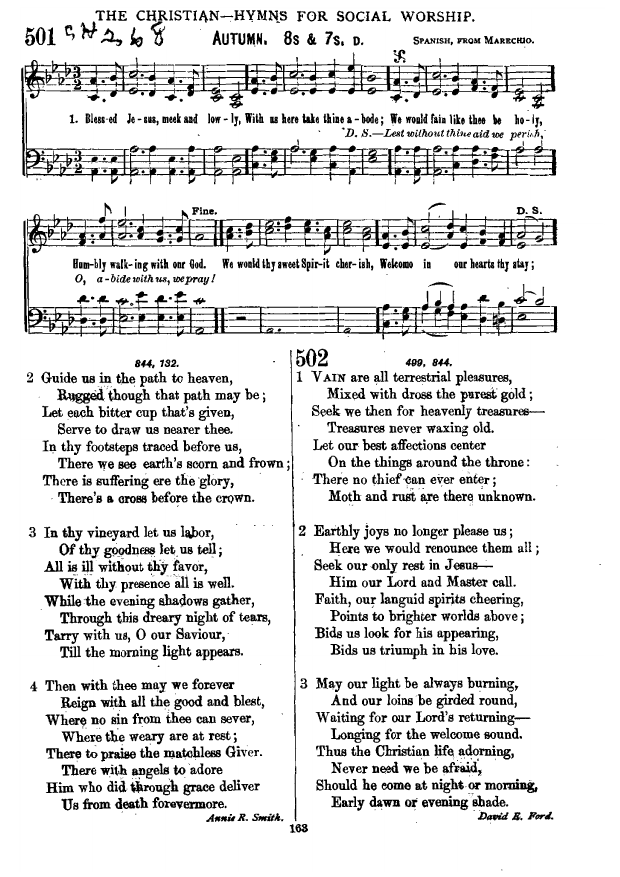 THE CHRISTIAN—HYMNS FOR SOCIAL WORSHIP.
501 AUTUMN. 8s & 7s. D. SPANISH, FROM MARECHIO.
1. Bless-ed Je-sus, meek and low-ly, With us here take thine a-bode; We would fain like thee be ho-ly,
D. S.—Lest without thine aid we perish,
Fine. D. S.
Hum-bly walk-ing with our God. We would thy sweet Spir-it cher-ish, Welcome in our hearts thy stay;
O, a-bide with us, we pray!
844, 132.
2 Guide us in the path to heaven,
Rugged though that path may be;
Let each bitter cup that's given,
Serve to draw us nearer thee.
In thy footsteps traced before us,
There we see earth's scorn and frown;
There is suffering ere the glory,
There's a cross before the crown.
3 In thy vineyard let us labor,
Of thy goodness let us tell;
All is ill without thy favor,
With thy presence all is well.
While the evening shadows gather,
Through this dreary night of tears,
Tarry with us, O our Saviour,
Till the morning light appears.
4 Then with thee may we forever
Reign with all the good and blest,
Where no sin from thee can sever,
Where the weary are at rest;
There to praise the matchless Giver.
There with angels to adore
Him who did through grace deliver
Us from death forevermore.
Annie R. Smith.
502
499, 844.
1 VAIN are all terrestrial pleasures,
Mixed with dross the purest gold;
Seek we then for heavenly treasures—
Treasures never waxing old.
Let our best affections center
On the things around the throne:
There no thief can ever enter;
Moth and rust are there unknown.
2 Earthly joys no longer please us;
Here we would renounce them all;
Seek our only rest in Jesus—
Him our Lord and Master call.
Faith, our languid spirits cheering,
Points to brighter worlds above;
Bids us look for his appearing,
Bids us triumph in his love.
3 May our light be always burning,
And our loins be girded round,
Waiting for our Lord's returning—
Longing for the welcome sound.
Thus the Christian life adorning,
Never need we be afraid,
Should he come at night or morning,
Early dawn or evening shade.
David E. Ford.
163